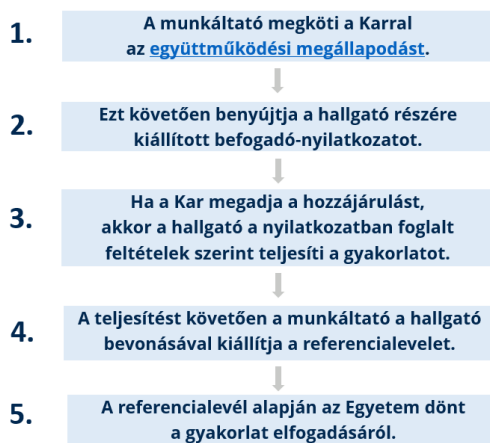 1.
A munkáltató megköti a Karral
az együttműködési megállapodást.
2.
Ezt követően benyújtja a hallgató részére
kiállított befogadó-nyilatkozatot.
3.
Ha a Kar megadja a hozzájárulást,
akkor a hallgató a nyilatkozatban foglalt
feltételek szerint teljesíti a gyakorlatot.
4.
A teljesítést követően a munkáltató a hallgató
bevonásával kiállítja a referencialevelet.
5.
A referencialevél alapján az Egyetem dönt
a gyakorlat elfogadásáról.